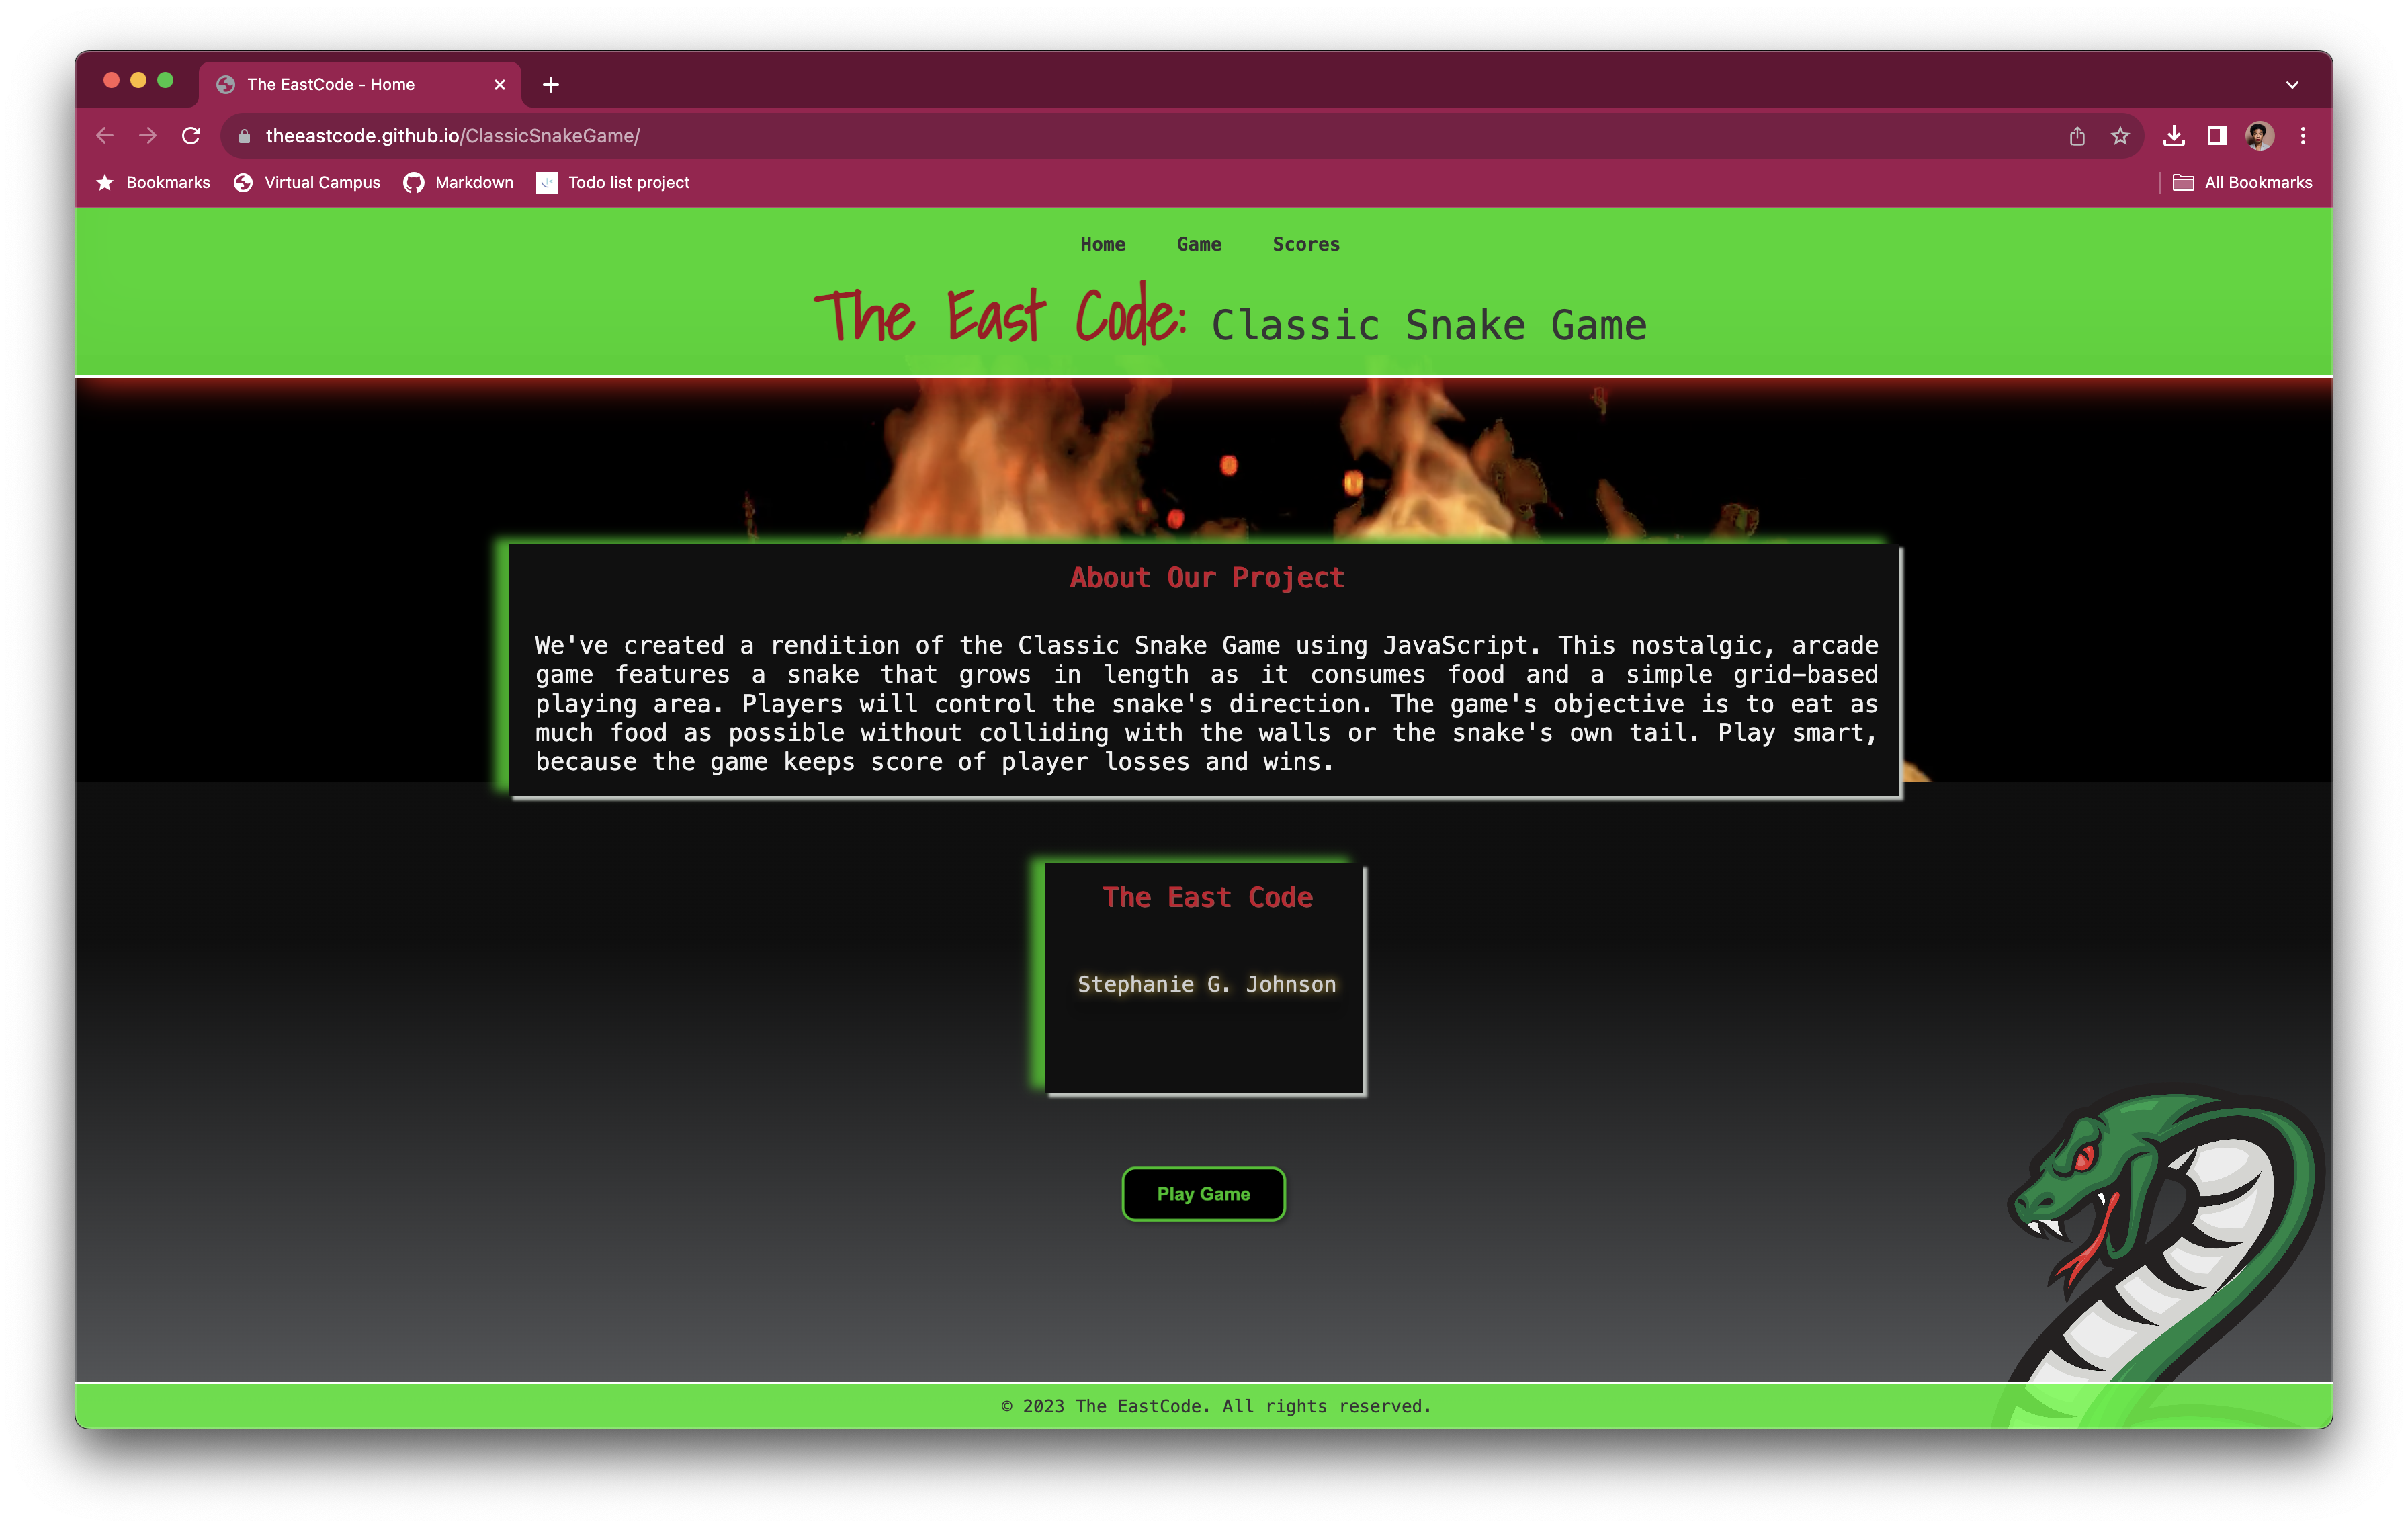 The EastCode - Home
theeastcode.github.io/ClassicSnakeGame/
Bookmarks Virtual Campus Markdown Todo list project All Bookmarks
Home Game Scores
The East Code: Classic Snake Game
About Our Project
We've created a rendition of the Classic Snake Game using JavaScript. This nostalgic, arcade
game features a snake that grows in length as it consumes food and a simple grid-based
playing area. Players will control the snake's direction. The game's objective is to eat as
much food as possible without colliding with the walls or the snake's own tail. Play smart,
because the game keeps score of player losses and wins.
The East Code
Stephanie G. Johnson
Play Game
© 2023 The EastCode. All rights reserved.